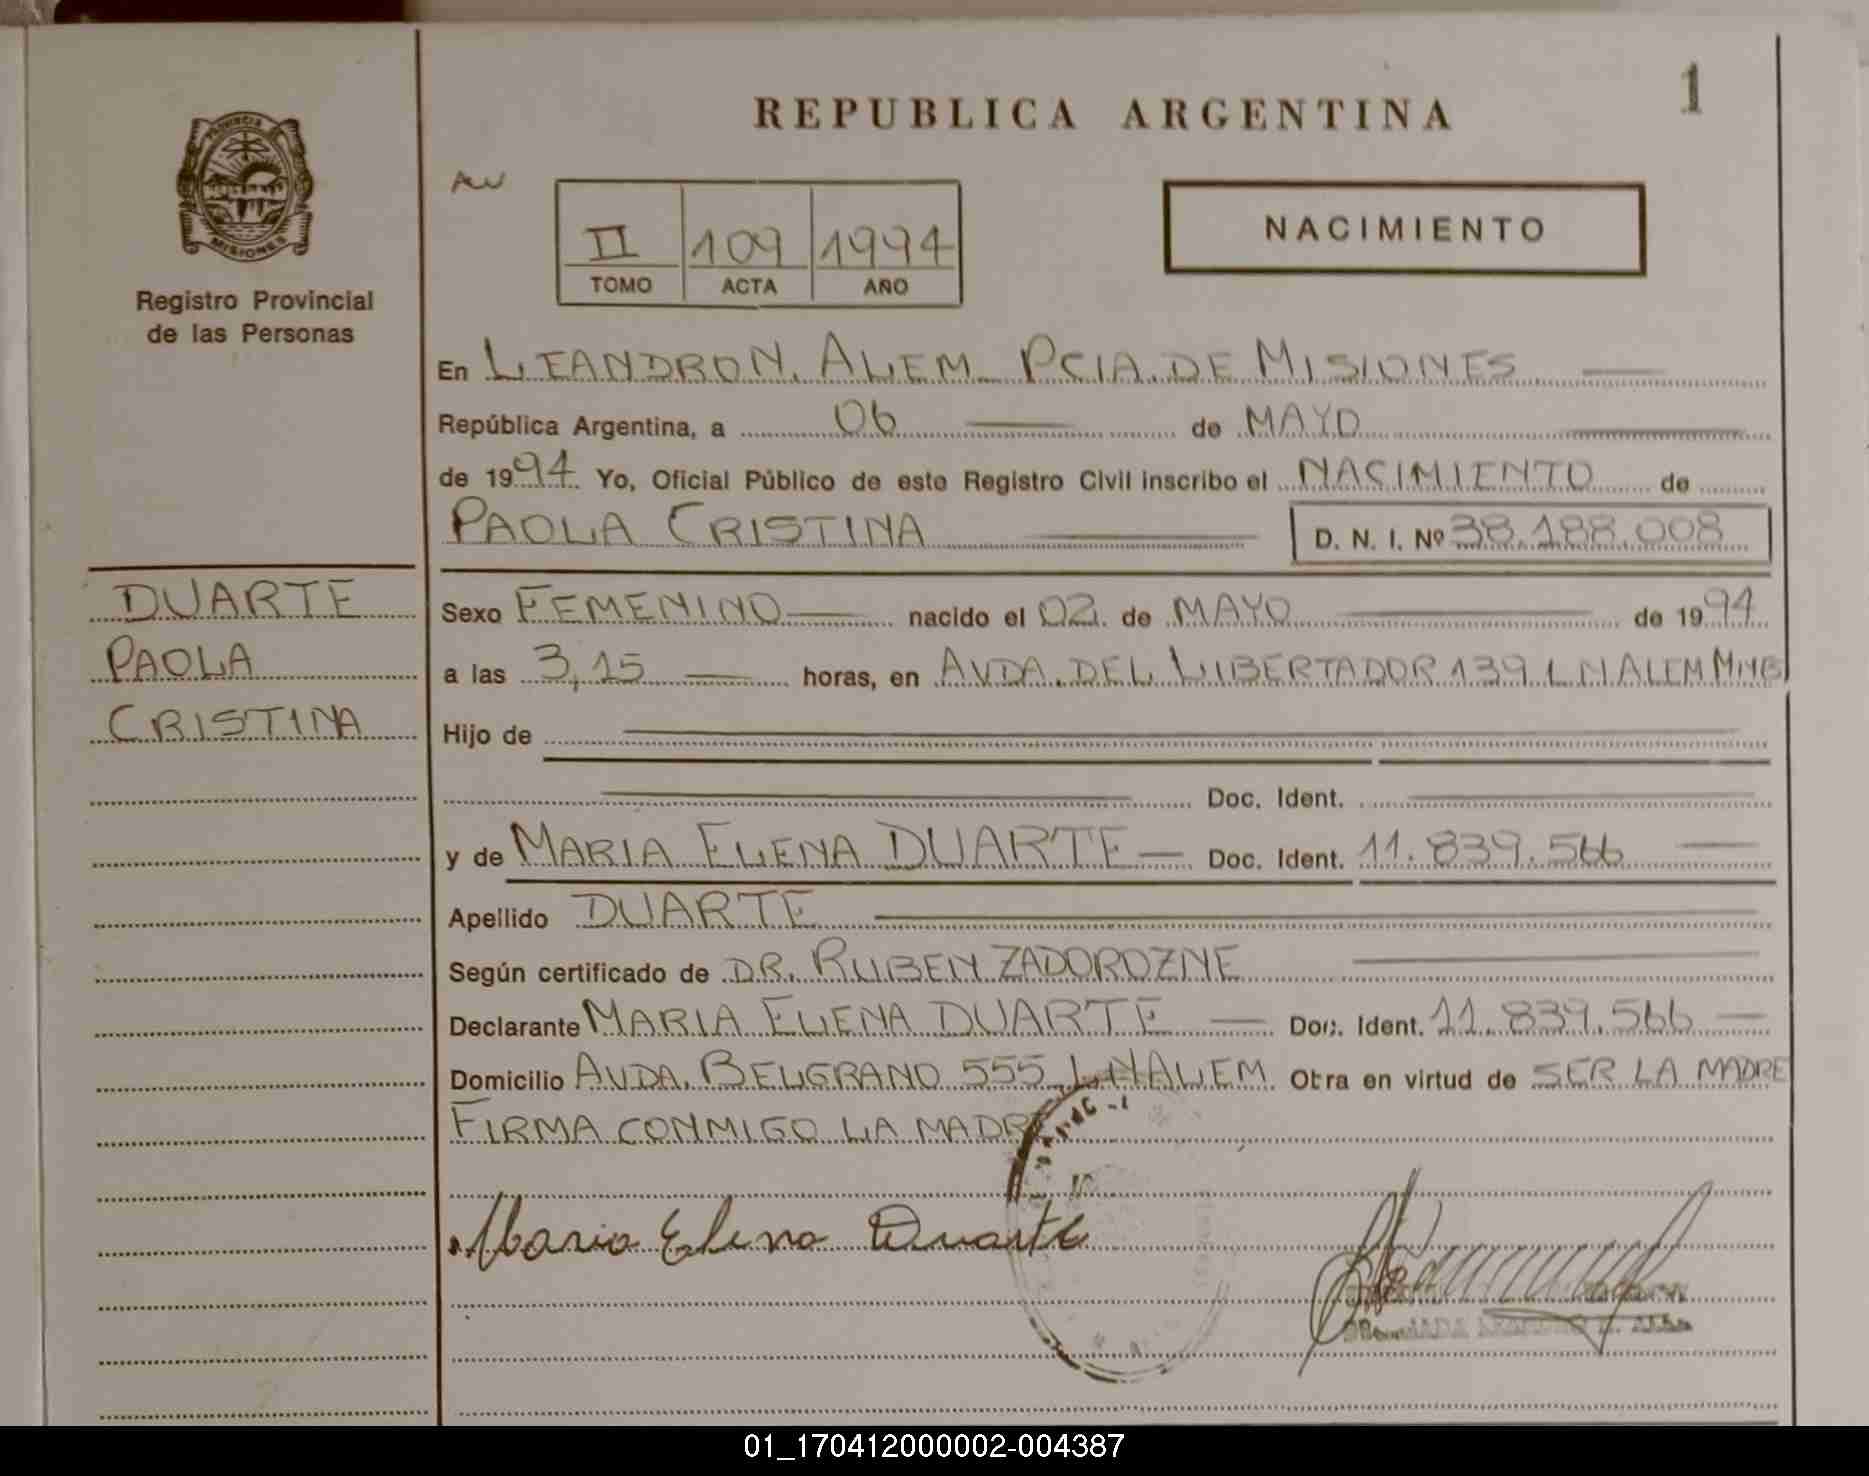 1
REPUBLICA ARGENTINA
PROVINCIA DE
MISIONES
Registro Provincial
de las Personas
II 109 1994
TOMO ACTA AÑO
NACIMIENTO
En LEANDRO N. ALEM PCIA. DE MISIONES
República Argentina, a 06 de MAYO
de 1994 Yo, Oficial Público de este Registro Civil inscribo el NACIMIENTO de
PAOLA CRISTINA D. N. I. Nº 38.188.008
DUARTE
PAOLA
CRISTINA
Sexo FEMENINO nacido el 02 de MAYO de 1994
a las 3,15 horas, en AVDA. DEL LIBERTADOR 139 L N ALEM
Hijo de
Doc. Ident.
y de MARIA ELENA DUARTE Doc. Ident. 11.839.566
Apellido DUARTE
Según certificado de DR. RUBEN ZADOROZNE
Declarante MARIA ELENA DUARTE Doc. Ident. 11.839.566
Domicilio AVDA. BELGRANO 555 L N ALEM Otra en virtud de SER LA MADRE
FIRMA CONMIGO LA MADRE
Maria Elena Duarte
01_170412000002-004387